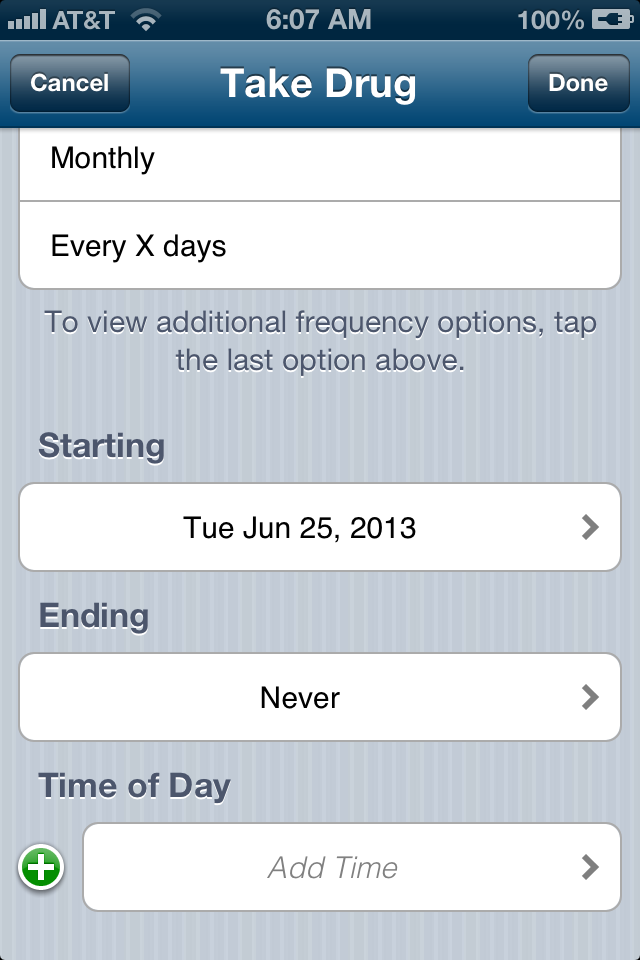 AT&T 6:07 AM 100%
Cancel Take Drug Done
Monthly
Every X days
To view additional frequency options, tap
the last option above.
Starting
Tue Jun 25, 2013
Ending
Never
Time of Day
Add Time